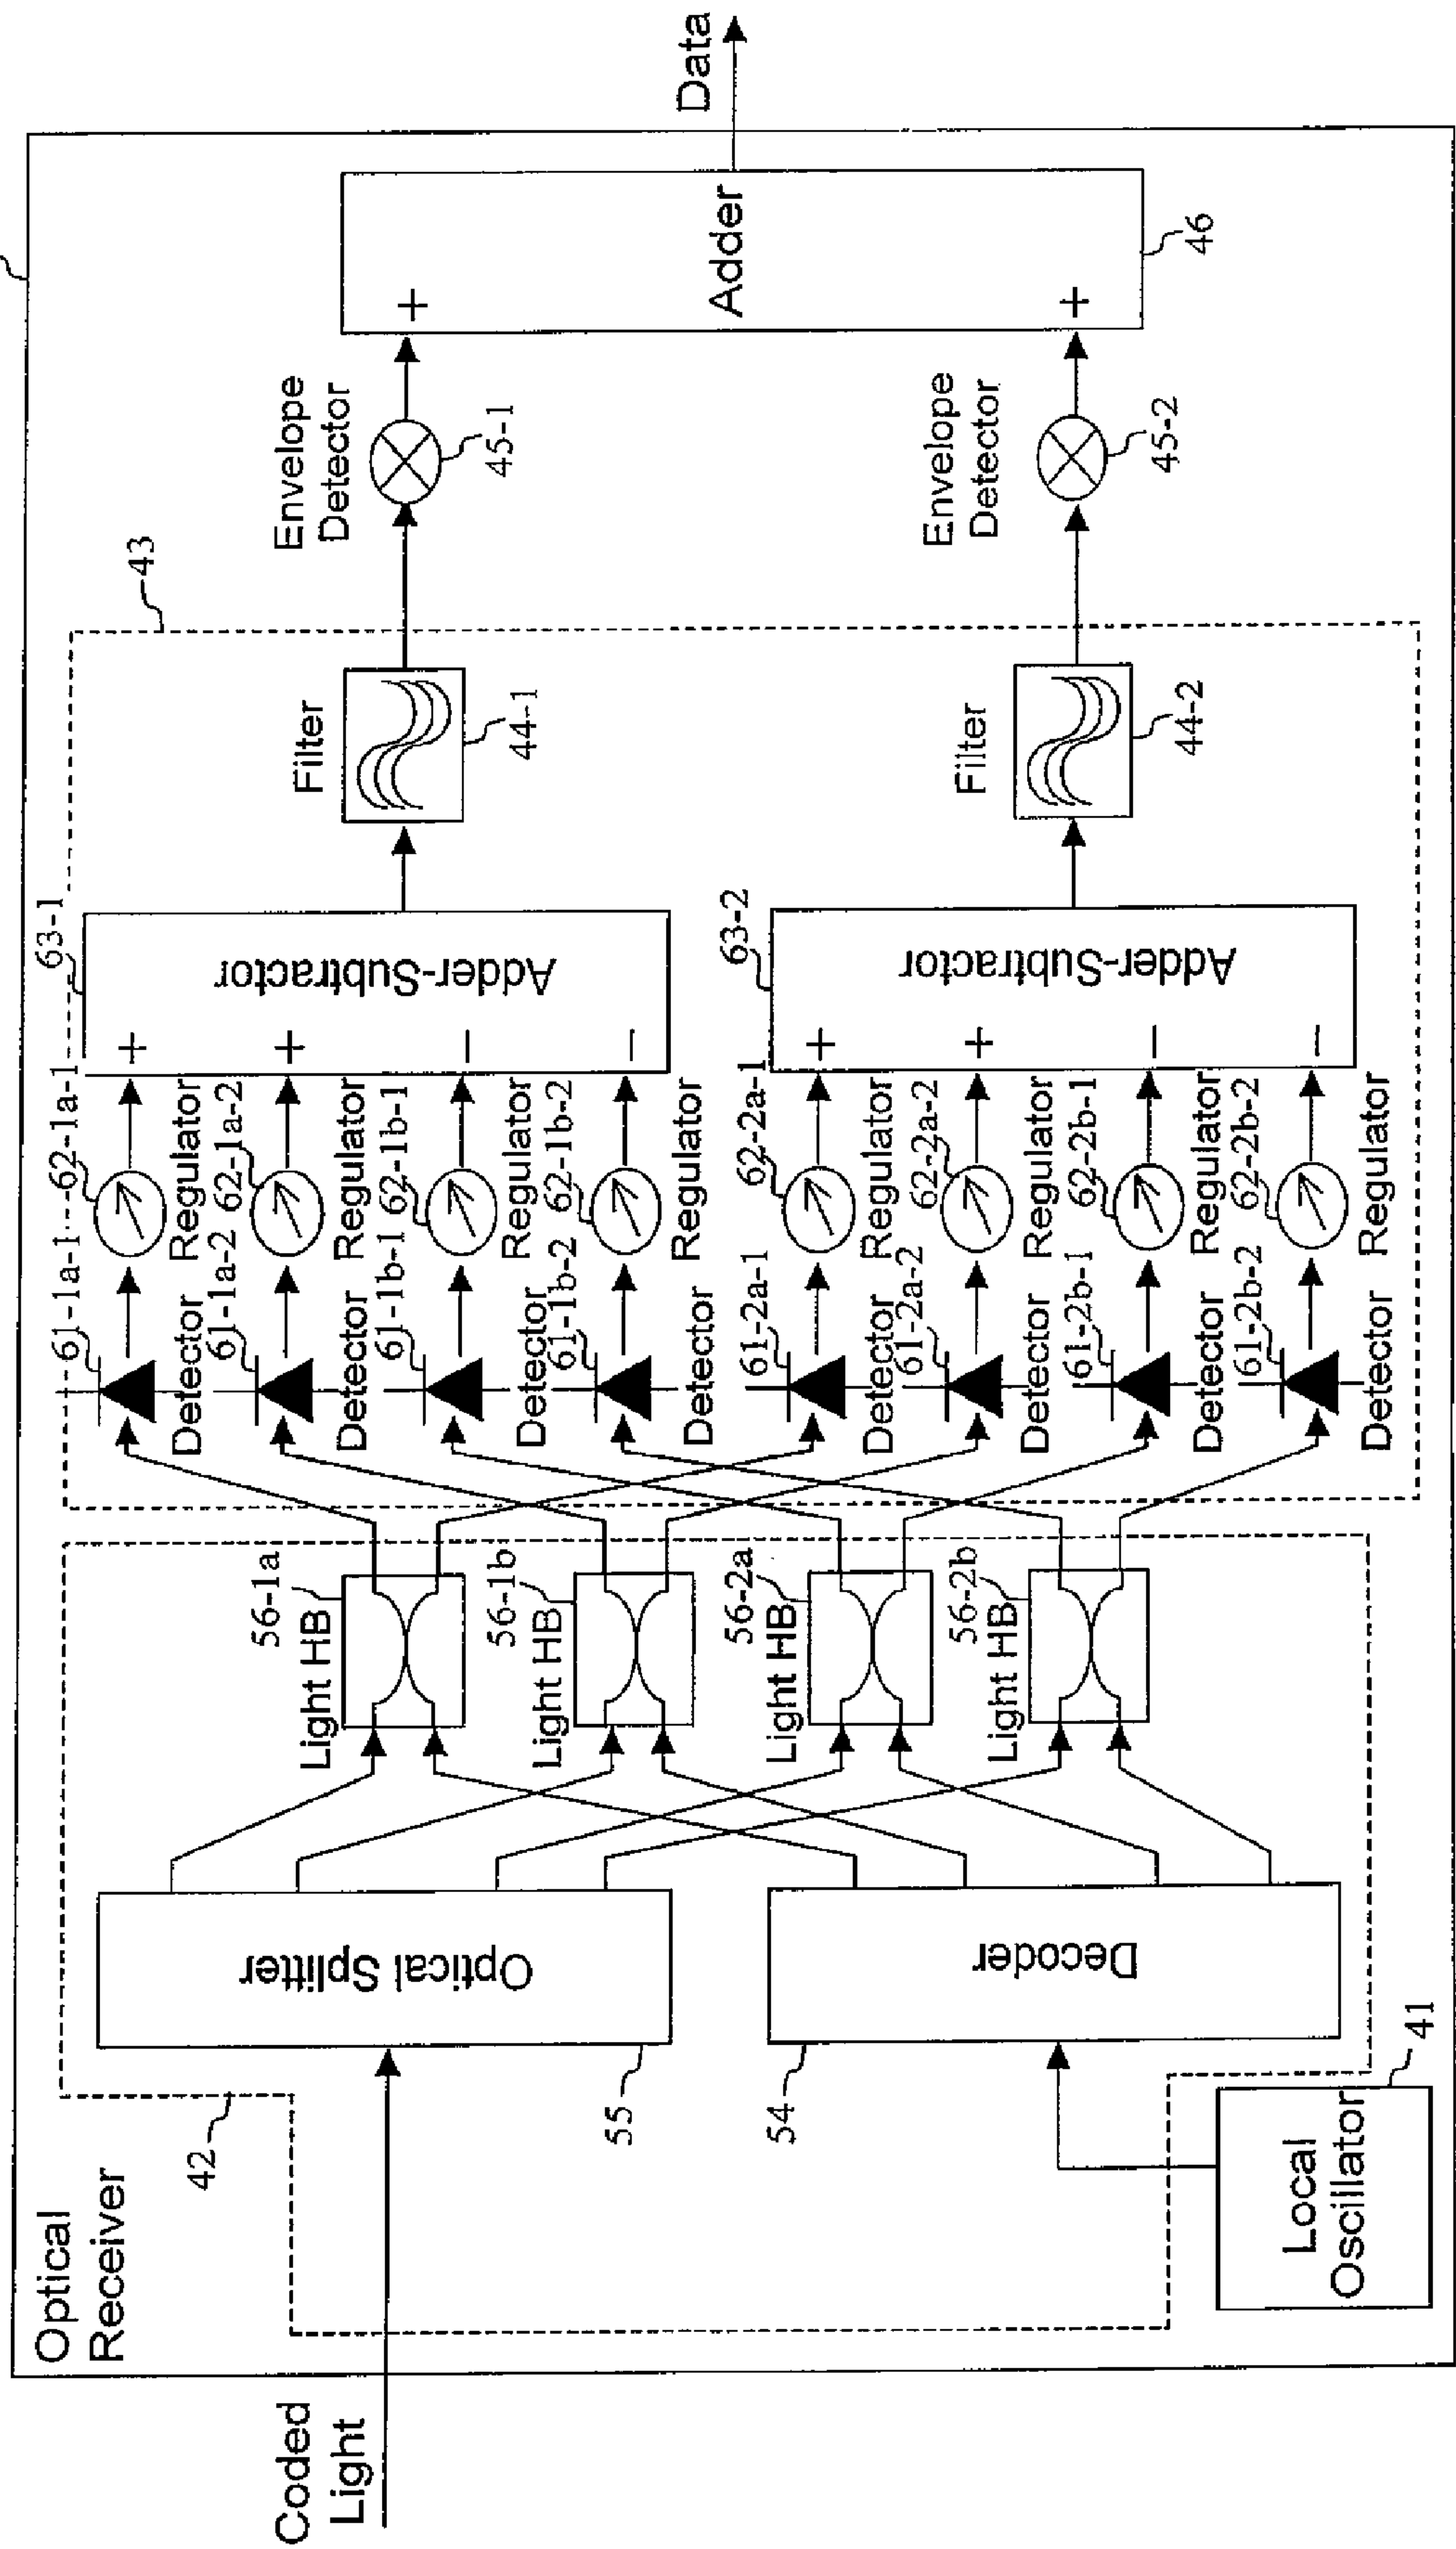 Optical
Receiver
Coded
Light
42
Optical Splitter
55
Decoder
54
Local
Oscillator
41
56-1a
Light HB
56-1b
Light HB
56-2a
Light HB
56-2b
Light HB
43
61-1a-1
Detector
61-1a-2
Detector
61-1b-1
Detector
61-1b-2
Detector
61-2a-1
Detector
61-2a-2
Detector
61-2b-1
Detector
61-2b-2
Detector
62-1a-1
Regulator
62-1a-2
Regulator
62-1b-1
Regulator
62-1b-2
Regulator
62-2a-1
Regulator
62-2a-2
Regulator
62-2b-1
Regulator
62-2b-2
Regulator
63-1
+
+
−
−
Adder-Subtractor
63-2
+
+
−
−
Adder-Subtractor
Filter
44-1
Filter
44-2
Envelope
Detector
45-1
Envelope
Detector
45-2
+
+
Adder
46
Data